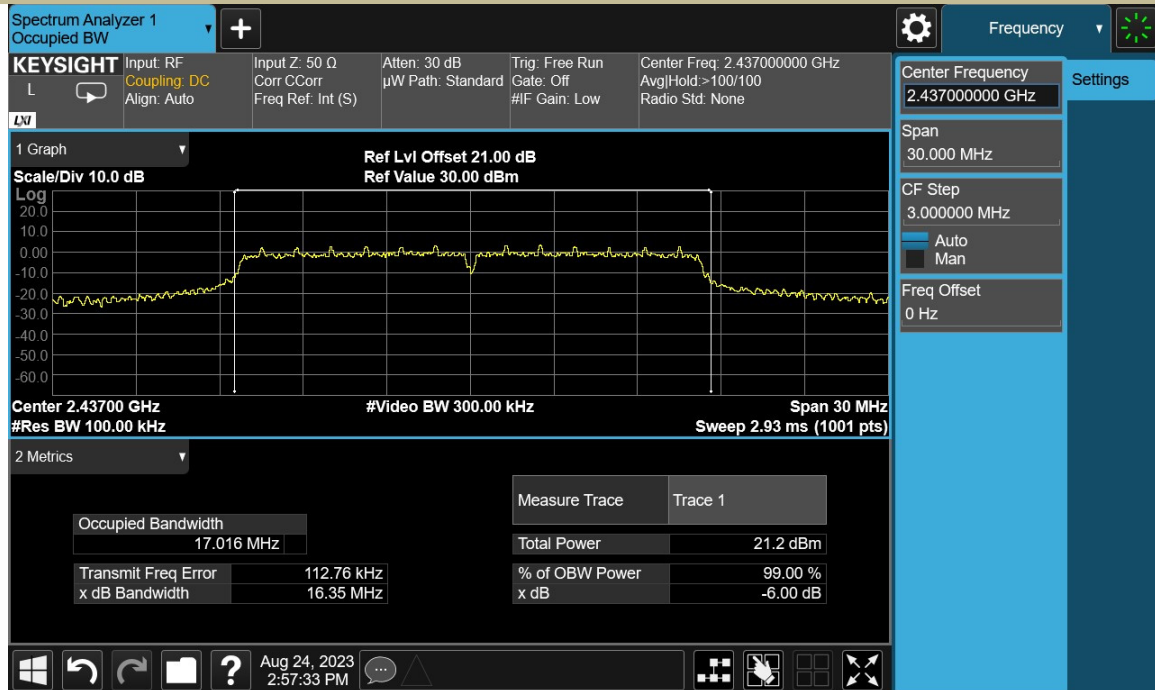 Spectrum Analyzer 1
Occupied BW
+
Frequency
KEYSIGHT
L
LXI
Input: RF
Coupling: DC
Align: Auto
Input Z: 50 Ω
Corr CCorr
Freq Ref: Int (S)
Atten: 30 dB
µW Path: Standard
Trig: Free Run
Gate: Off
#IF Gain: Low
Center Freq: 2.437000000 GHz
Avg|Hold:>100/100
Radio Std: None
Center Frequency
2.437000000 GHz
Settings
Span
30.000 MHz
CF Step
3.000000 MHz
Auto
Man
Freq Offset
0 Hz
1 Graph
Scale/Div 10.0 dB
Ref Lvl Offset 21.00 dB
Ref Value 30.00 dBm
Log
20.0
10.0
0.00
-10.0
-20.0
-30.0
-40.0
-50.0
-60.0
Center 2.43700 GHz
#Video BW 300.00 kHz
Span 30 MHz
#Res BW 100.00 kHz
Sweep 2.93 ms (1001 pts)
2 Metrics
Measure Trace Trace 1
Occupied Bandwidth
17.016 MHz
Total Power 21.2 dBm
Transmit Freq Error 112.76 kHz
% of OBW Power 99.00 %
x dB Bandwidth 16.35 MHz
x dB -6.00 dB
?
Aug 24, 2023
2:57:33 PM